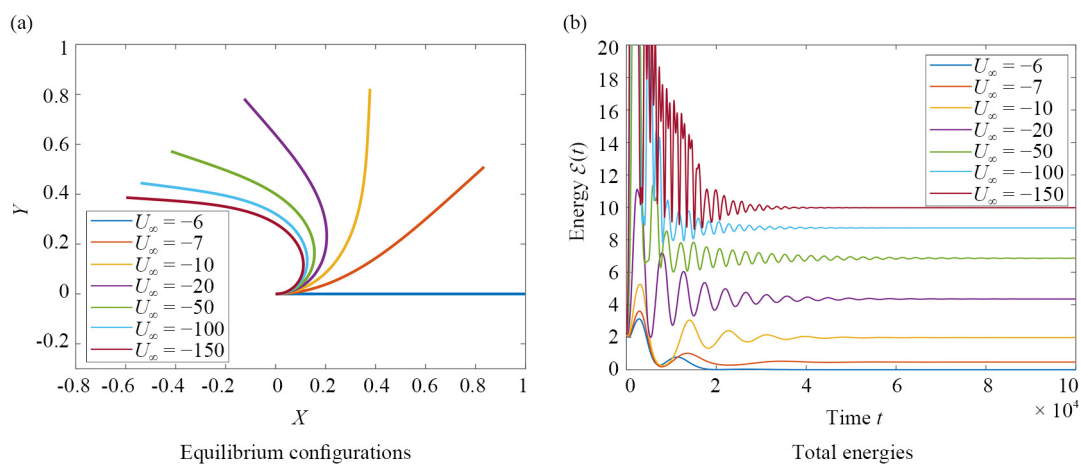 (a)
1
0.8
0.6
0.4
0.2
0
-0.2
Y
U∞ = −6
U∞ = −7
U∞ = −10
U∞ = −20
U∞ = −50
U∞ = −100
U∞ = −150
-0.8 -0.6 -0.4 -0.2 0 0.2 0.4 0.6 0.8 1
X
Equilibrium configurations
(b)
20
18
16
14
12
10
8
6
4
2
0
Energy ℰ(t)
U∞ = −6
U∞ = −7
U∞ = −10
U∞ = −20
U∞ = −50
U∞ = −100
U∞ = −150
0 2 4 6 8 10
× 10⁴
Time t
Total energies